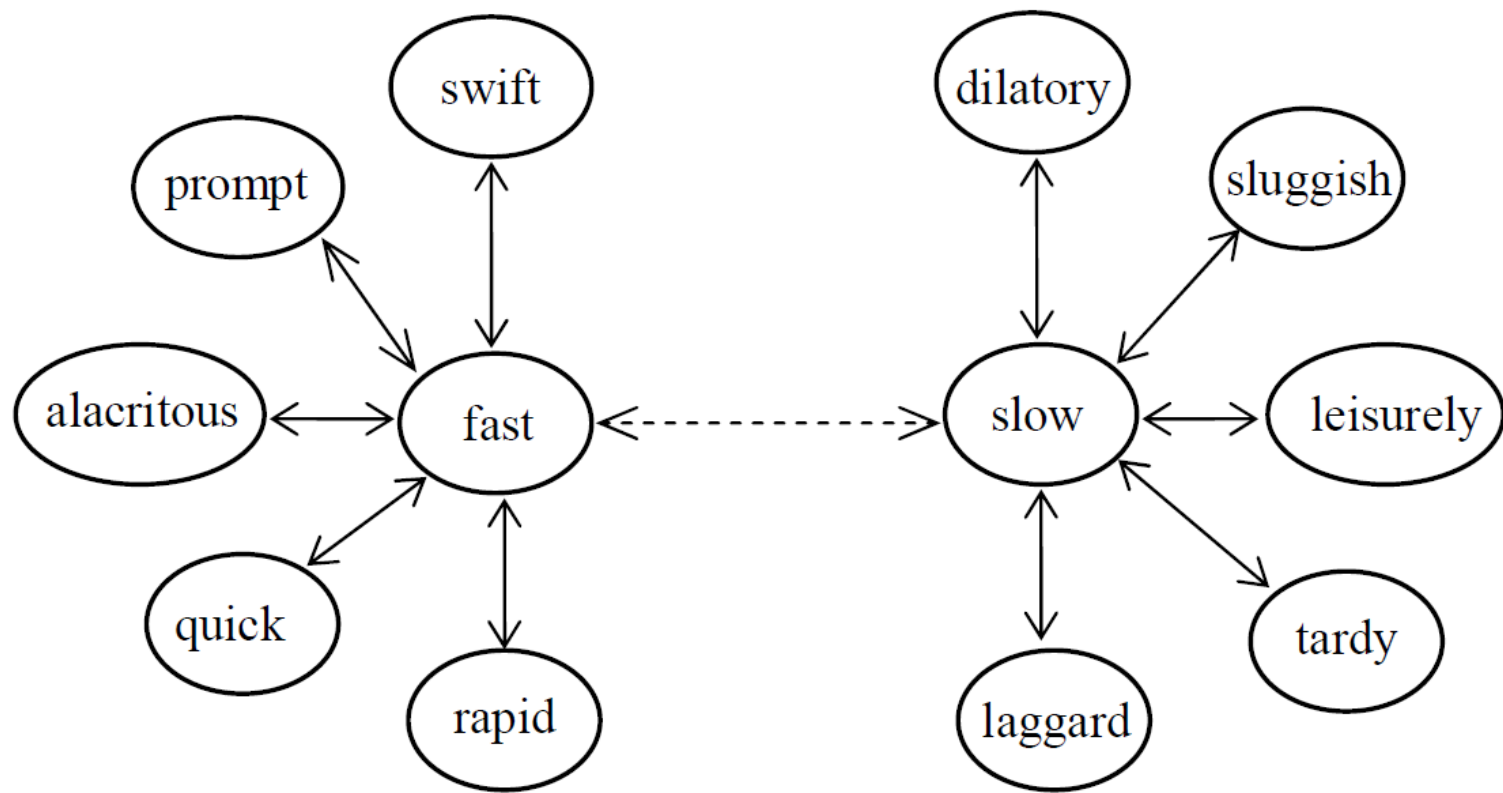 swift
dilatory
prompt
sluggish
alacritous
fast
slow
leisurely
quick
tardy
rapid
laggard